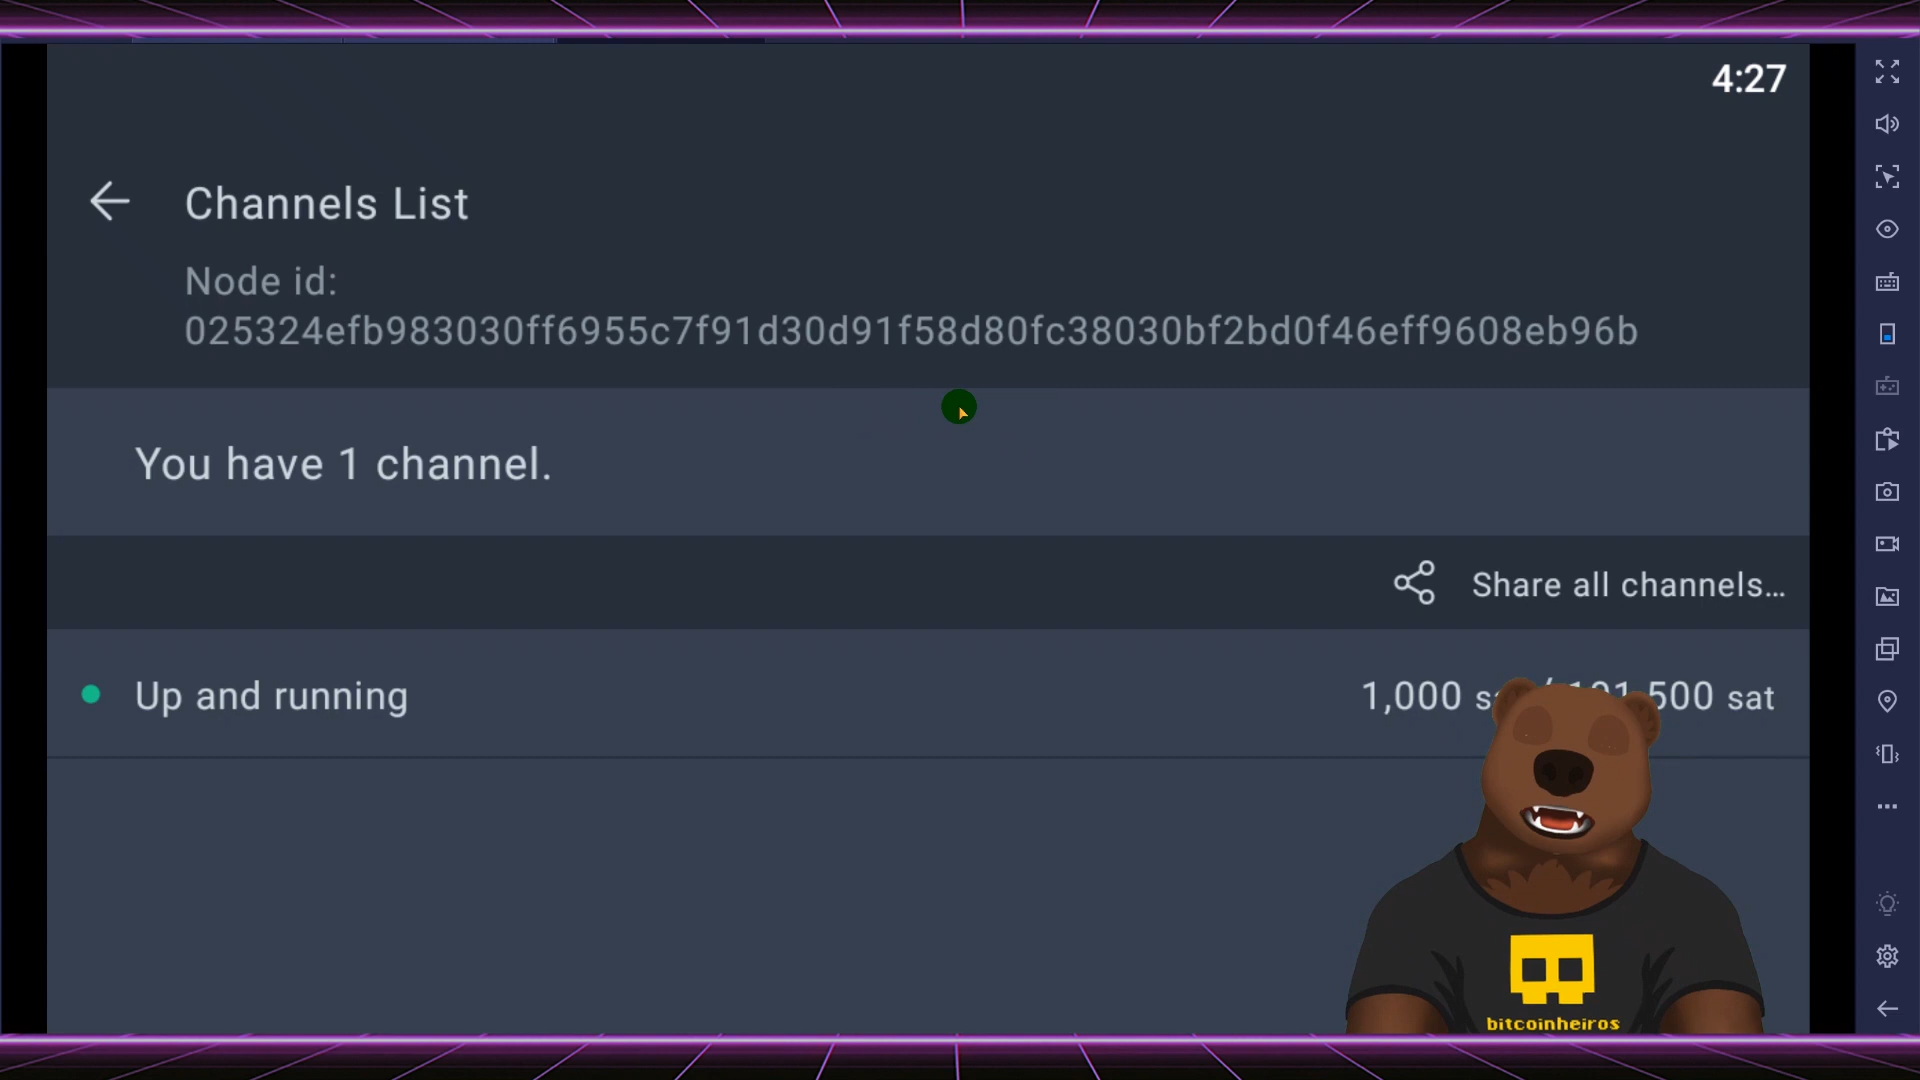 4:27
Channels List
Node id:
025324efb983030ff6955c7f91d30d91f58d80fc38030bf2bd0f46eff9608eb96b
You have 1 channel.
Share all channels...
Up and running
1,000 500 sat
bitcoinheiros